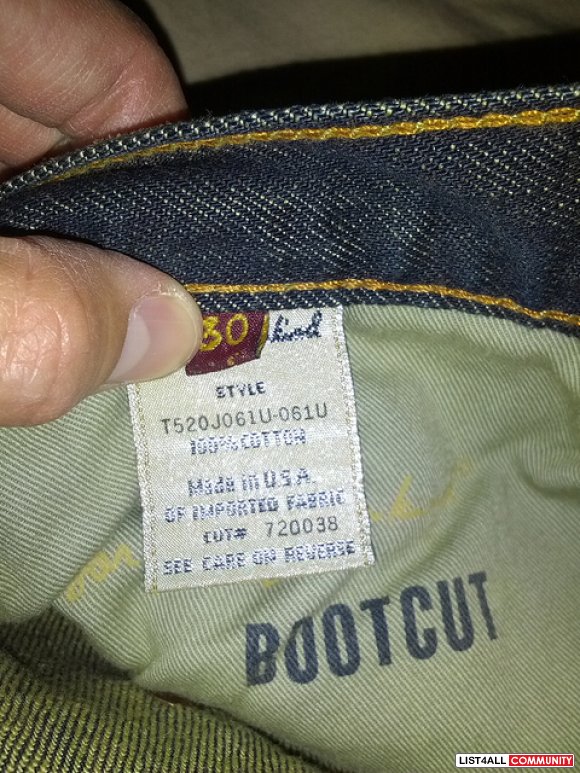 30
STYLE
T520J061U-061U
100% COTTON
Made in U.S.A.
OF IMPORTED FABRIC
CUT# 720038
SEE CARE ON REVERSE
BOOTCUT
LIST4ALL COMMUNITY